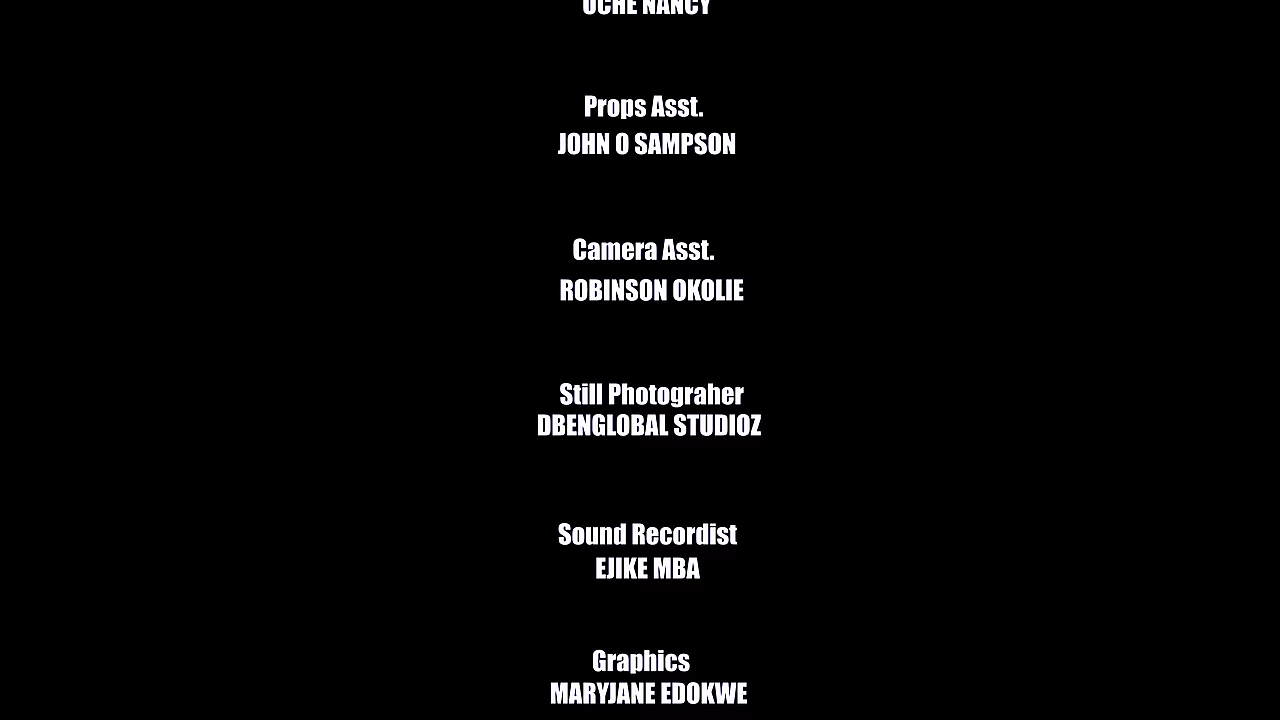 UCHE NANCY
Props Asst.
JOHN O SAMPSON
Camera Asst.
ROBINSON OKOLIE
Still Photograher
DBENGLOBAL STUDIOZ
Sound Recordist
EJIKE MBA
Graphics
MARYJANE EDOKWE